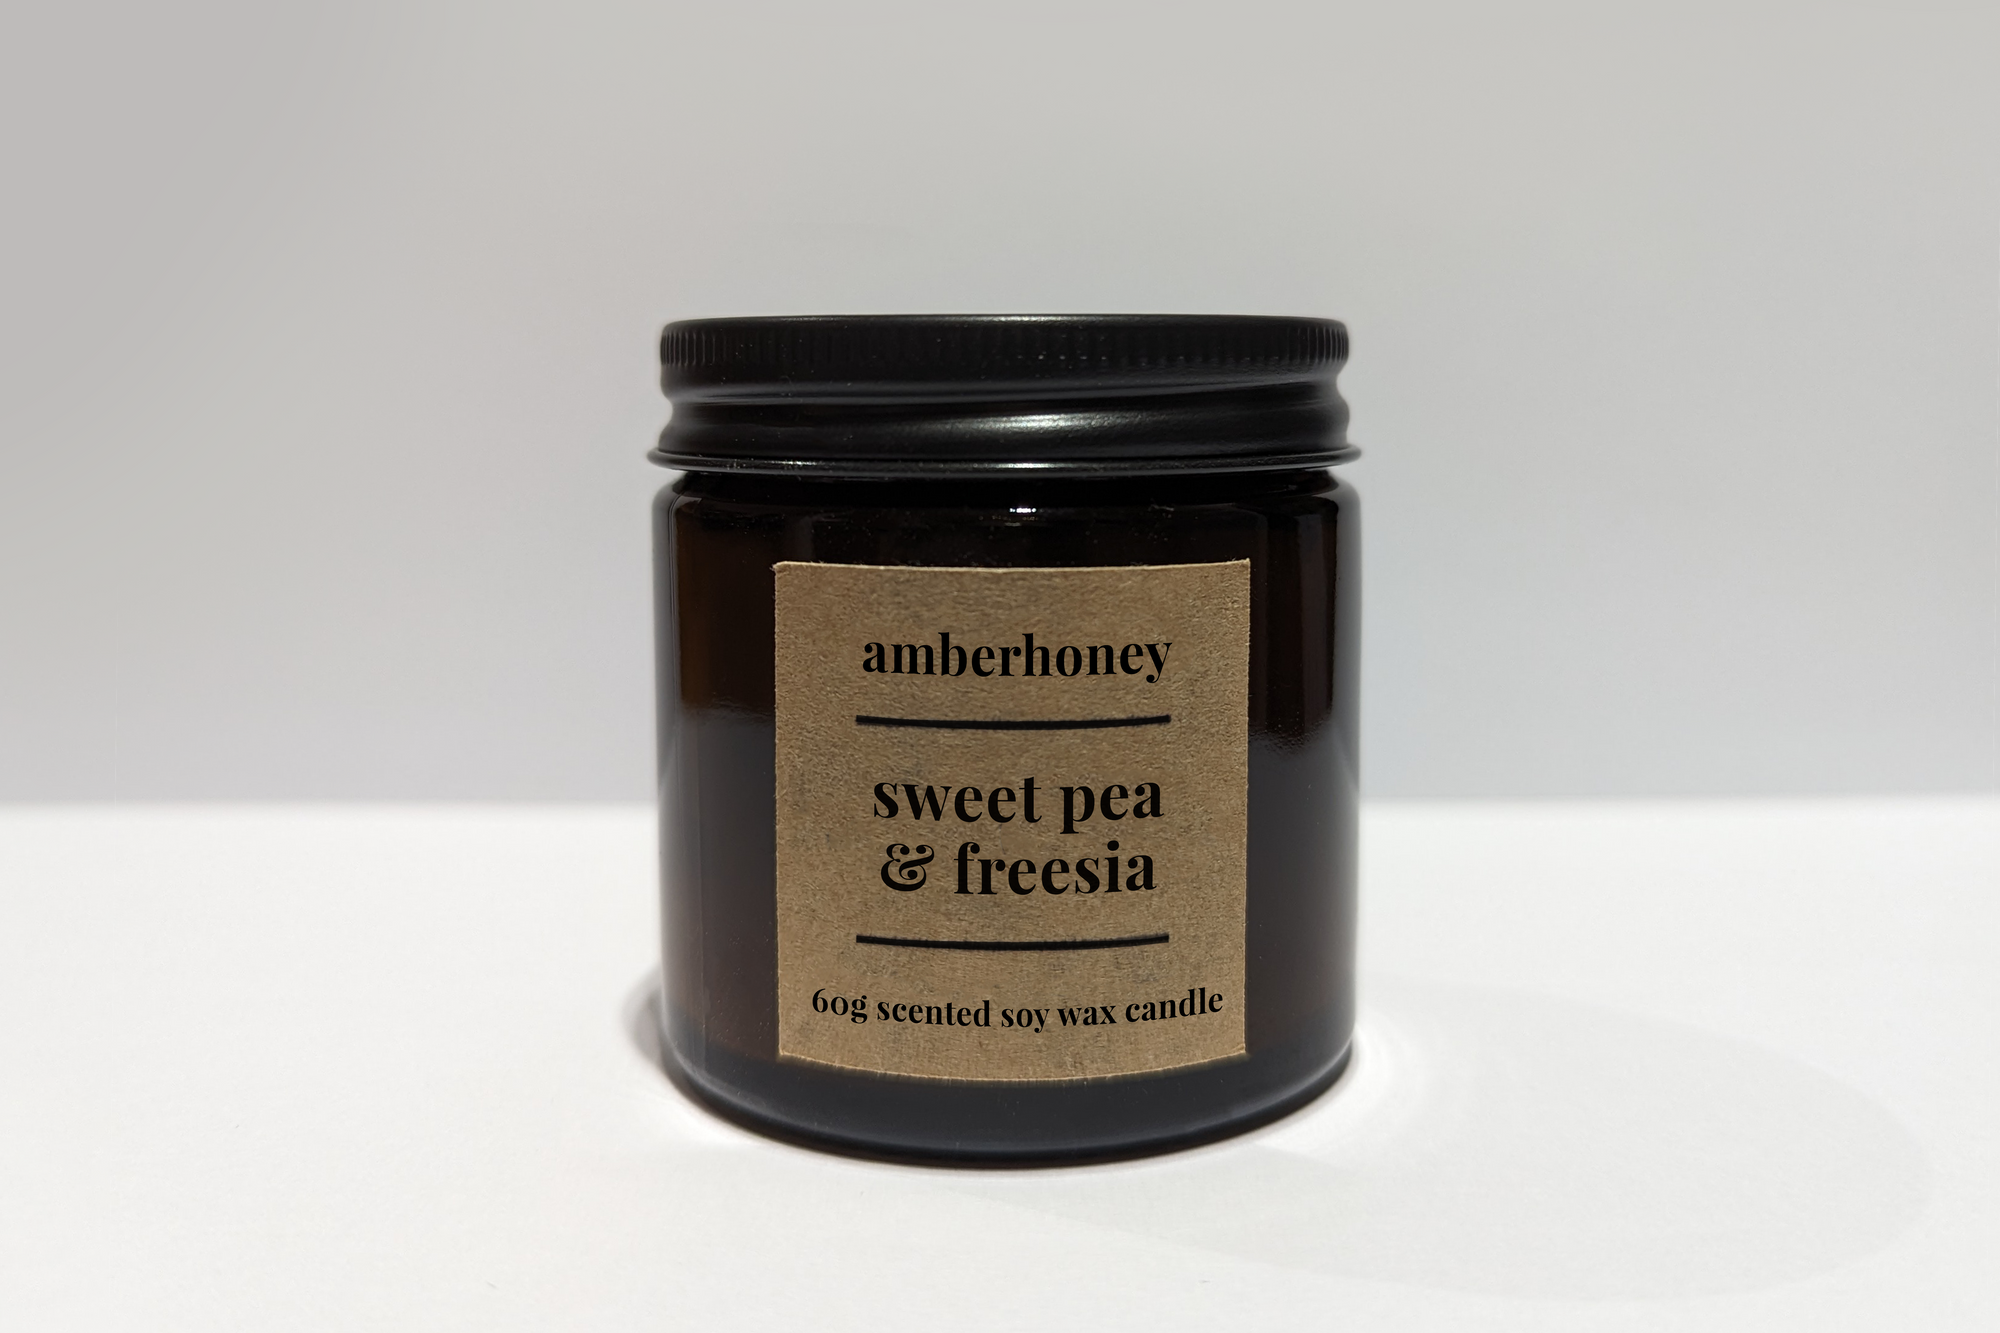 amberhoney
sweet pea
& freesia
60g scented soy wax candle